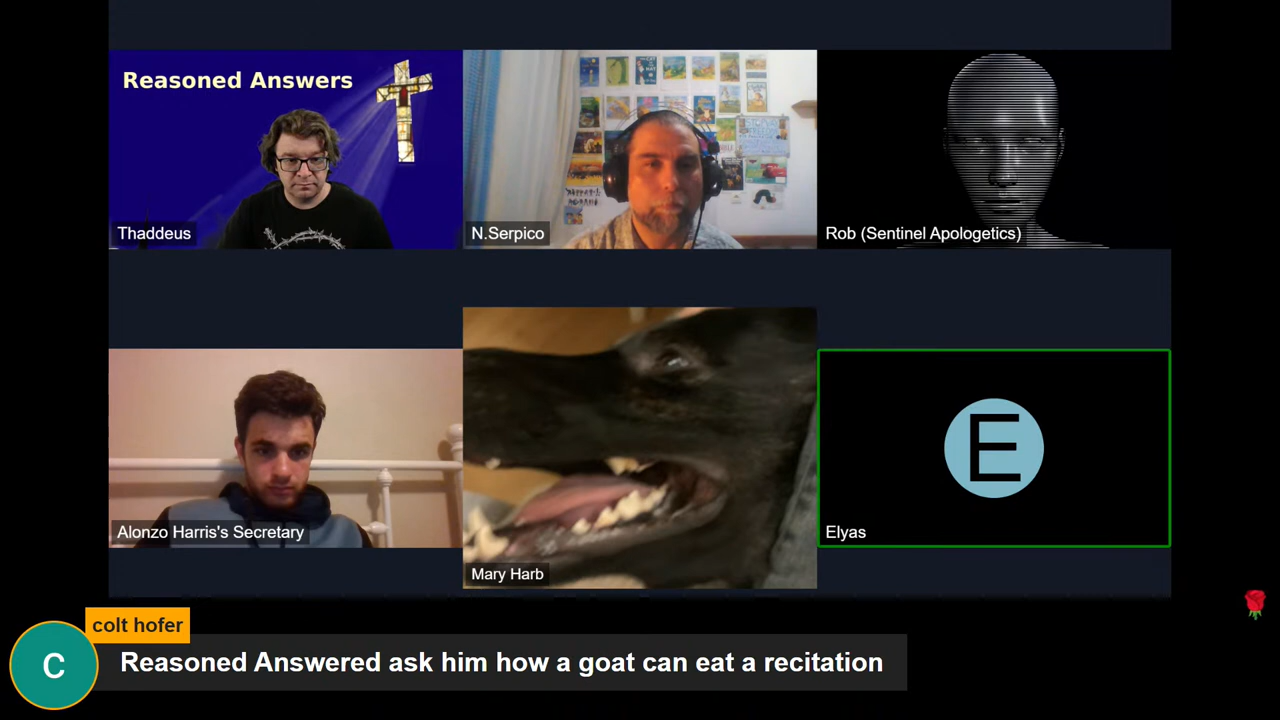 Reasoned Answers
Thaddeus
N.Serpico
Rob (Sentinel Apologetics)
Alonzo Harris's Secretary
Mary Harb
E
Elyas
colt hofer
C
Reasoned Answered ask him how a goat can eat a recitation